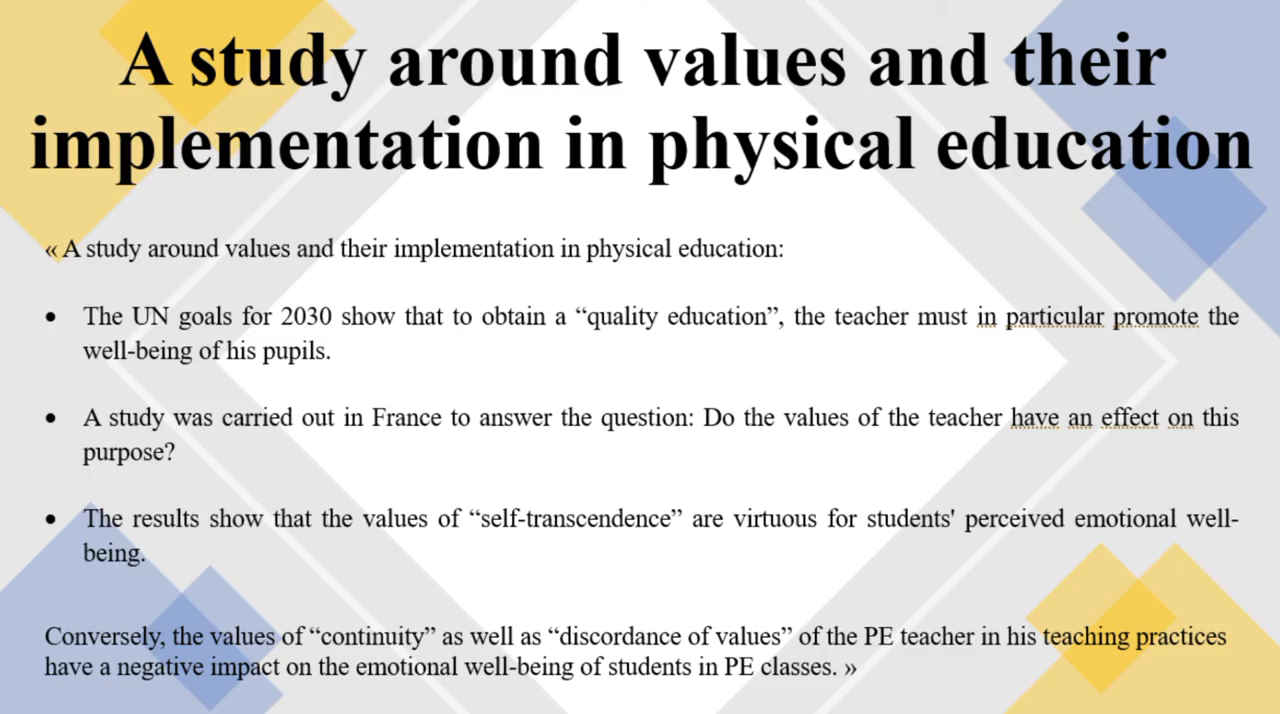 A study around values and their
implementation in physical education
« A study around values and their implementation in physical education:
• The UN goals for 2030 show that to obtain a “quality education”, the teacher must in particular promote the
well-being of his pupils.
• A study was carried out in France to answer the question: Do the values of the teacher have an effect on this
purpose?
• The results show that the values of “self-transcendence” are virtuous for students' perceived emotional well-
being.
Conversely, the values of “continuity” as well as “discordance of values” of the PE teacher in his teaching practices
have a negative impact on the emotional well-being of students in PE classes. »